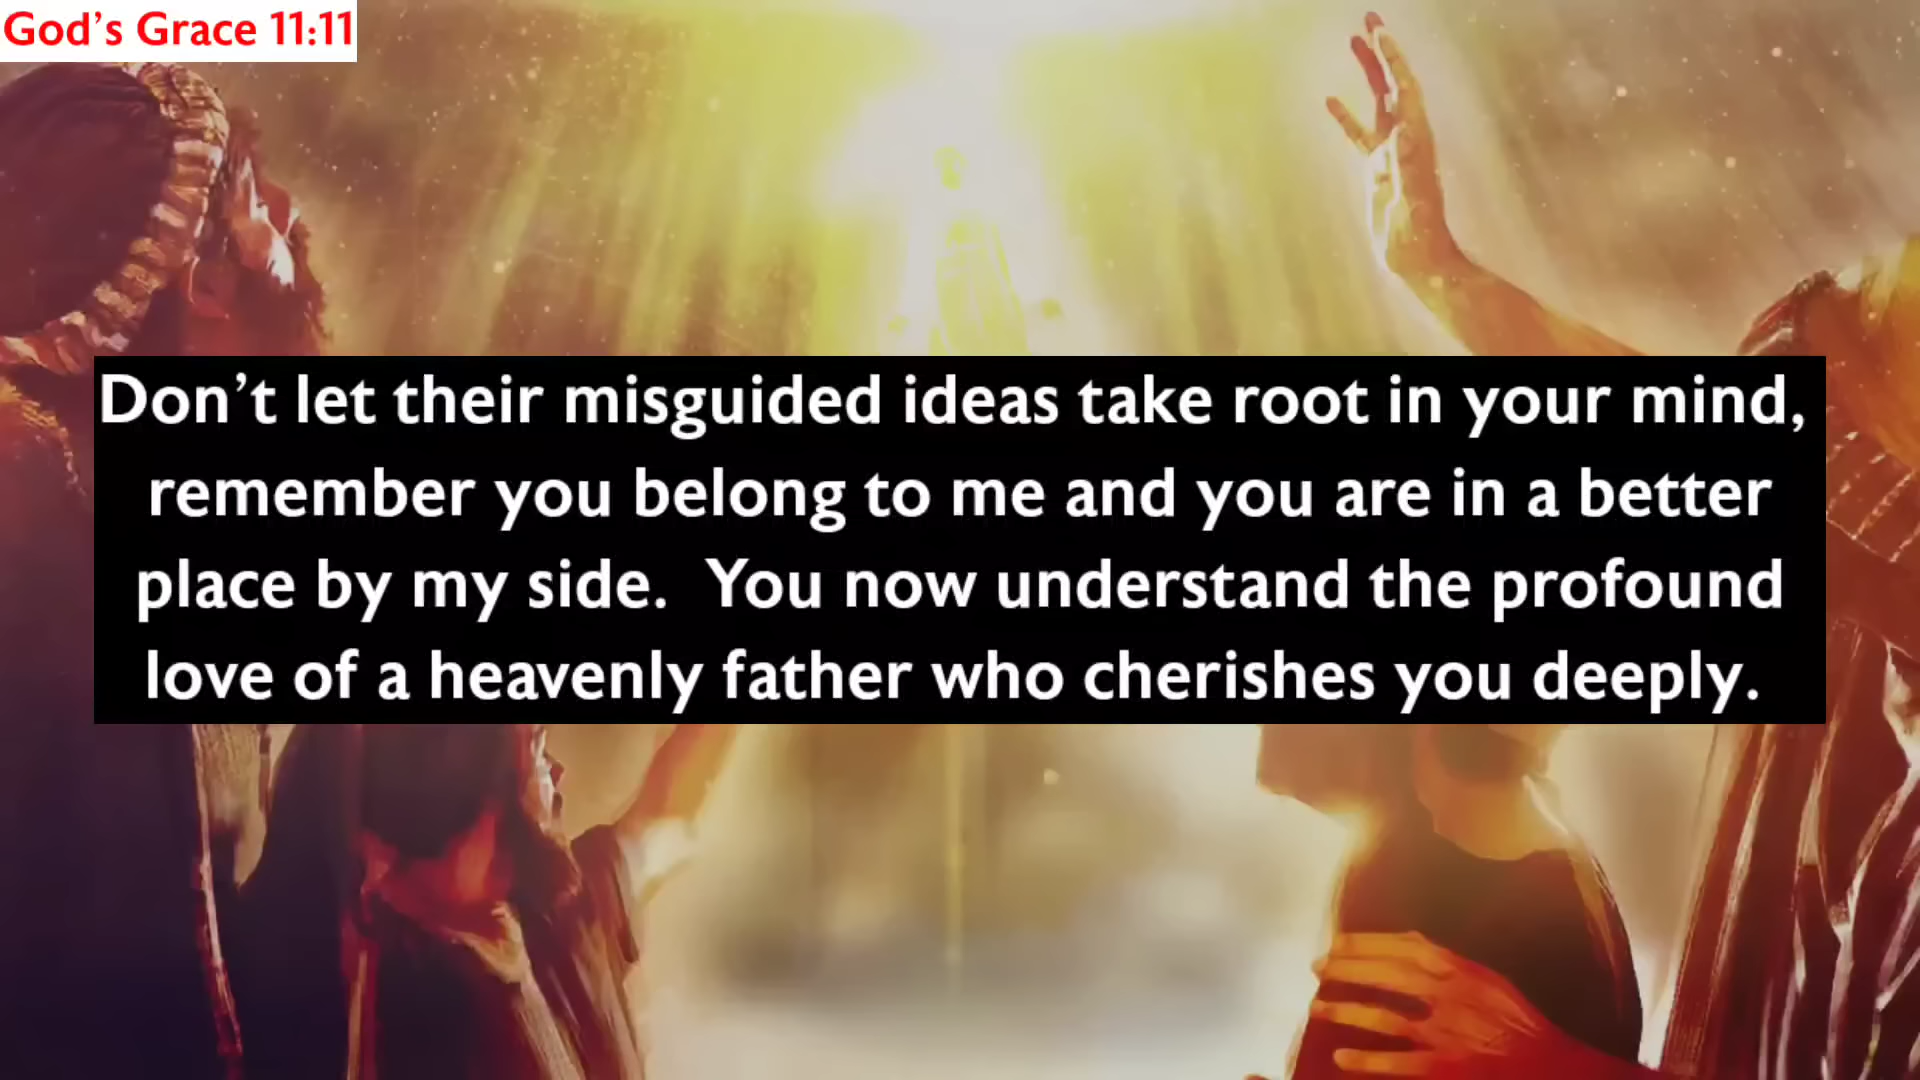 God’s Grace 11:11
Don’t let their misguided ideas take root in your mind,
remember you belong to me and you are in a better
place by my side.  You now understand the profound
love of a heavenly father who cherishes you deeply.